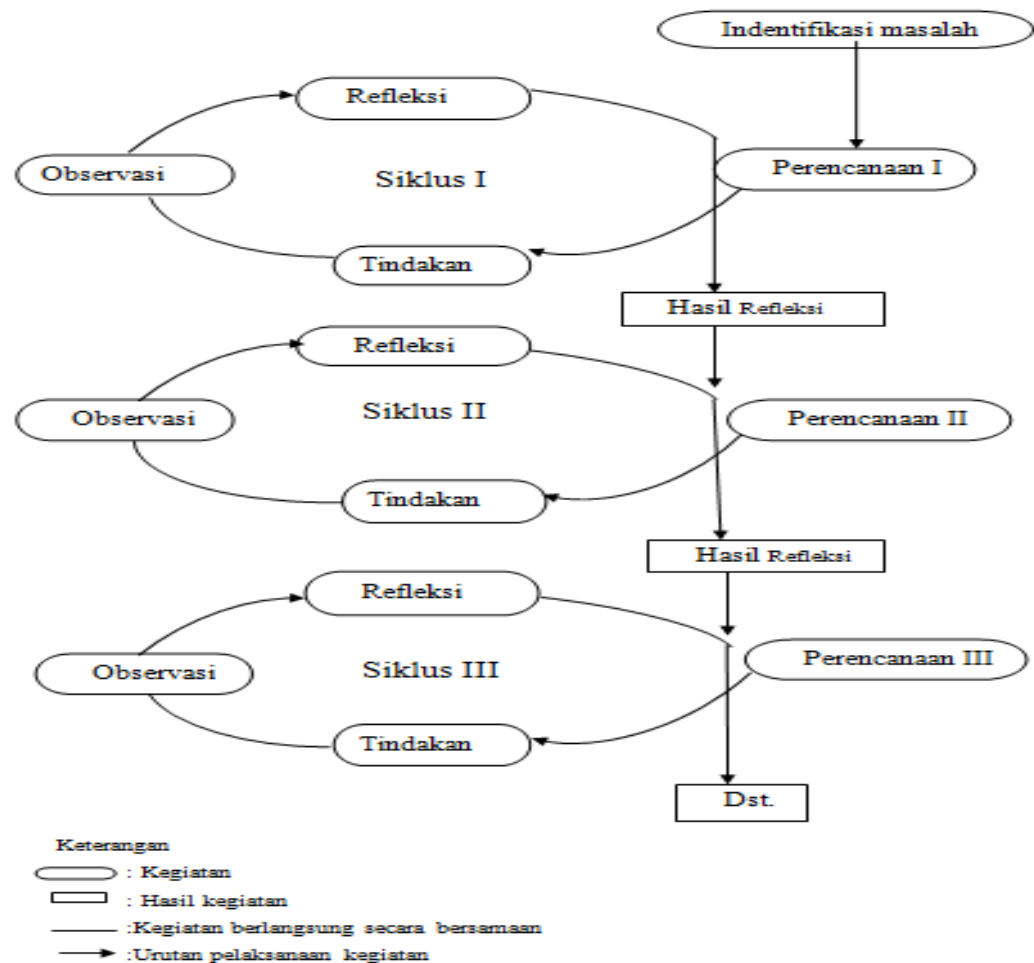 Indentifikasi masalah
Refleksi
Observasi
Siklus I
Perencanaan I
Tindakan
Hasil Refleksi
Refleksi
Observasi
Siklus II
Perencanaan II
Tindakan
Hasil Refleksi
Refleksi
Observasi
Siklus III
Perencanaan III
Tindakan
Dst.
Keterangan
: Kegiatan
: Hasil kegiatan
:Kegiatan berlangsung secara bersamaan
:Urutan pelaksanaan kegiatan